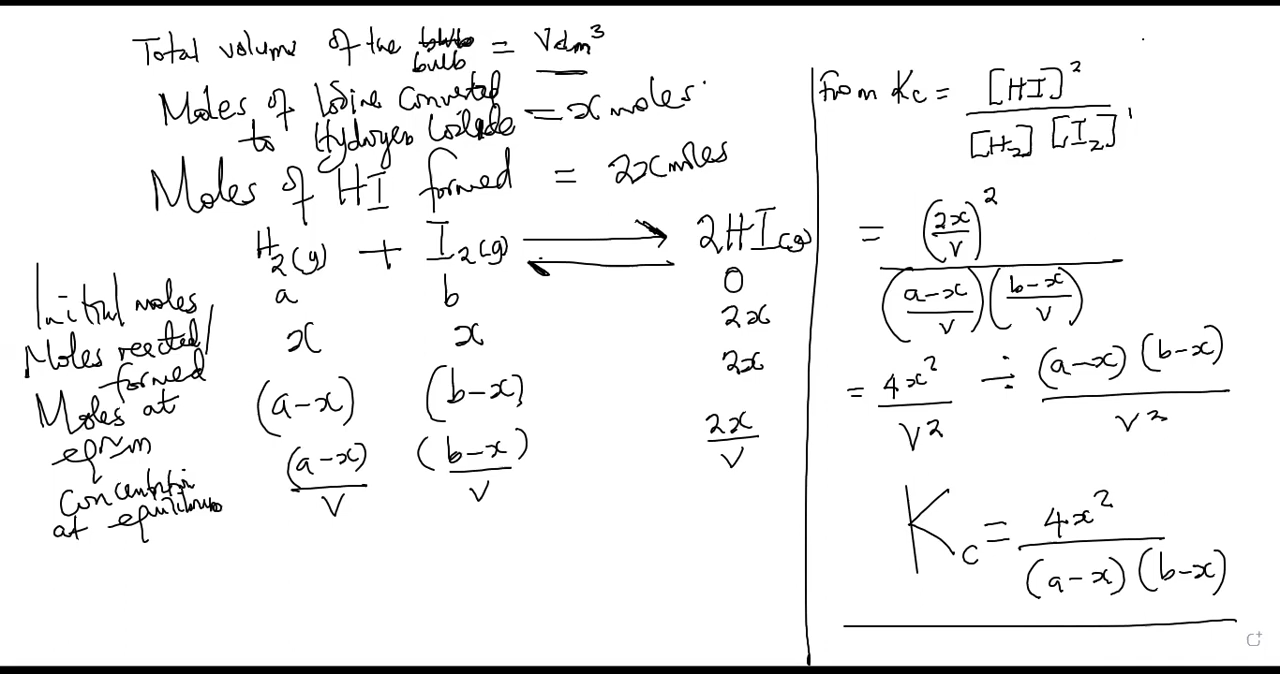 Total volume of the bulb = Vdm³
Moles of Iodine Converted
to Hydrogen Iodide = x moles.
Moles of HI formed = 2x moles
H₂(g) + I₂(g) ⇌ 2HI(g)
Initial moles a b 0
Moles reacted/formed x x 2x
Moles at eqm (a-x) (b-x) 2x
Concentration at equilibrium (a-x)/V (b-x)/V 2x/V
from Kc = [HI]² / [H₂] [I₂]
= (2x/V)² / (a-x/V)(b-x/V)
= 4x²/V² ÷ (a-x)(b-x)/V²
Kc = 4x² / (a-x)(b-x)